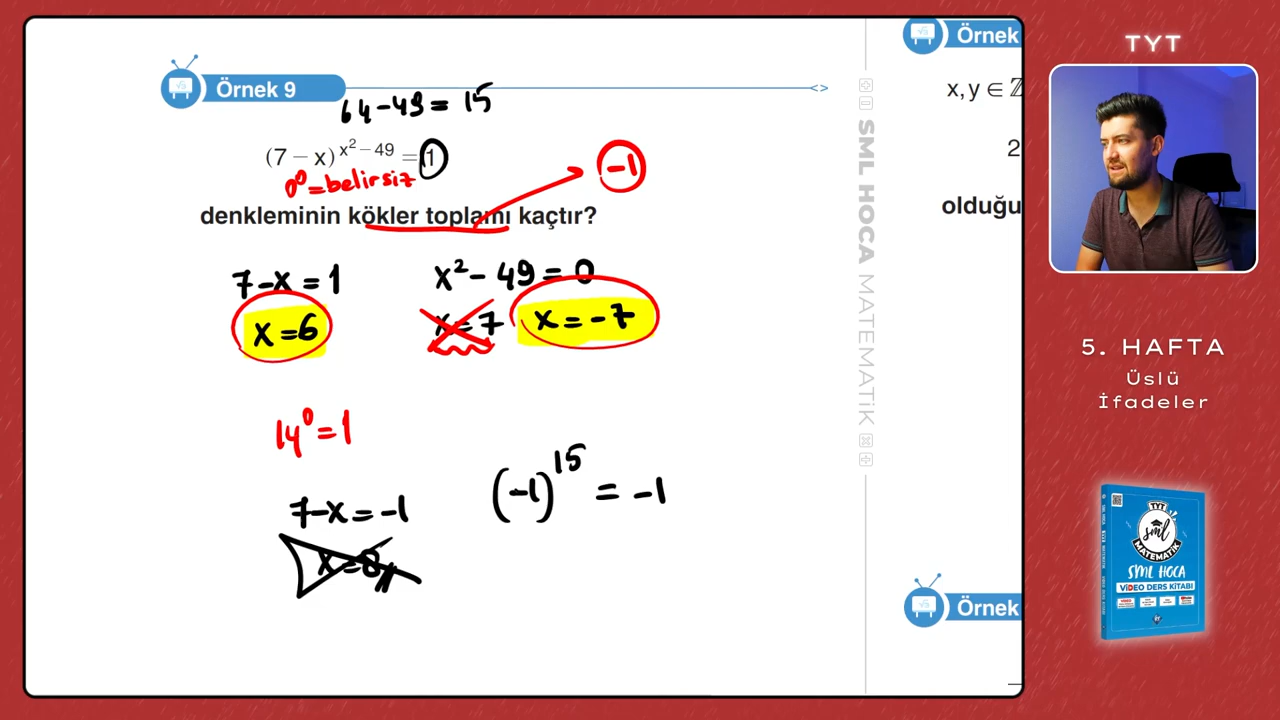 Örnek 9
64-49 = 15
(7 – x)^x² – 49 = 1
0⁰ = belirsiz
-1
denkleminin kökler toplamı kaçtır?
7-x = 1
x² - 49 = 0
x = 6
x = 7
x = -7
14⁰ = 1
7-x = -1
x = 8
(-1)^15 = -1
SML HOCA MATEMATİK
Örnek
x, y ∈ ℤ
2
olduğu
Örnek
TYT
5. HAFTA
Üslü
İfadeler
TYT
sml
MATEMATİK
SML HOCA
VİDEO DERS KİTABI